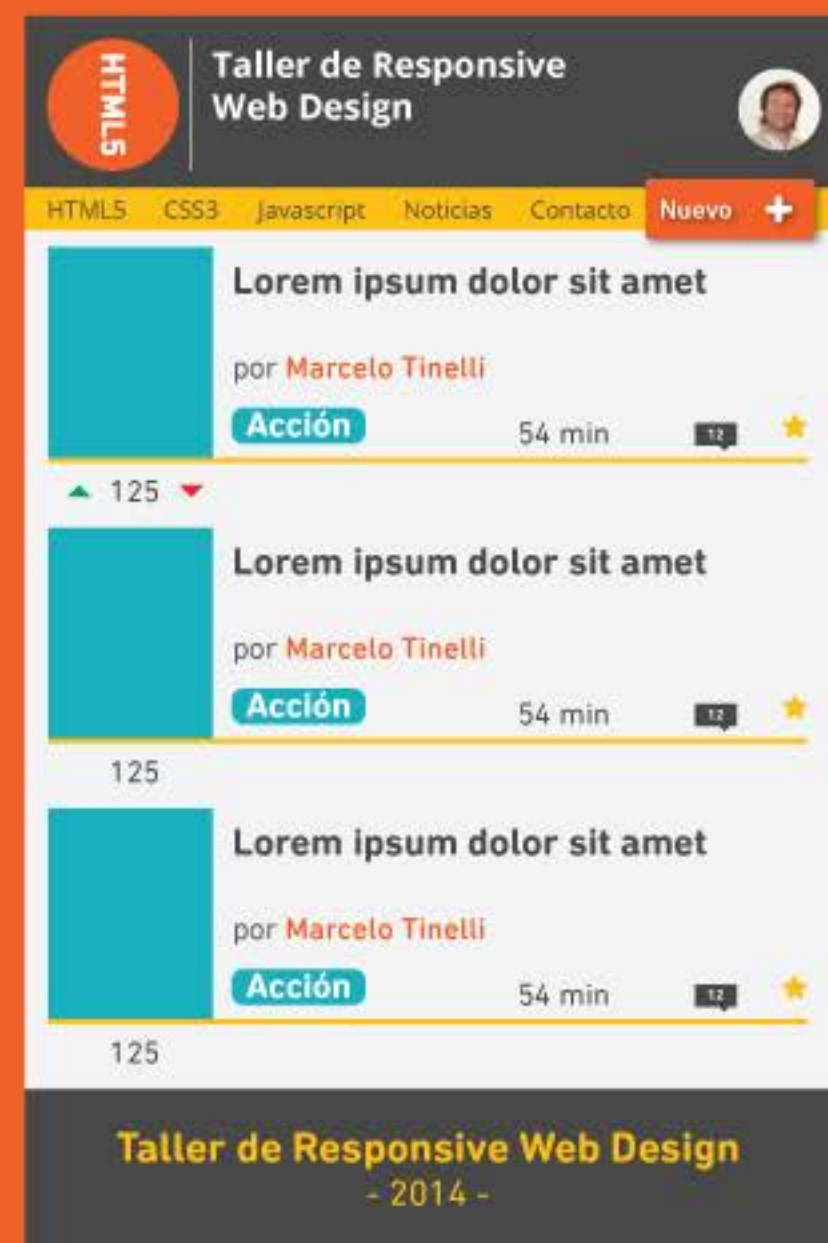 HTML5
Taller de Responsive
Web Design
HTML5 CSS3 Javascript Noticias Contacto Nuevo +
Lorem ipsum dolor sit amet
por Marcelo Tinelli
Acción 54 min 12
125
Lorem ipsum dolor sit amet
por Marcelo Tinelli
Acción 54 min 12
125
Lorem ipsum dolor sit amet
por Marcelo Tinelli
Acción 54 min 12
125
Taller de Responsive Web Design
- 2014 -